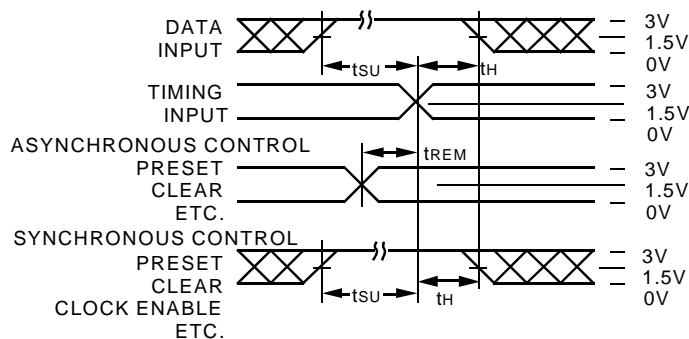 DATA
INPUT
3V
1.5V
0V
tSU
tH
TIMING
INPUT
3V
1.5V
0V
ASYNCHRONOUS CONTROL
tREM
PRESET
CLEAR
ETC.
3V
1.5V
0V
SYNCHRONOUS CONTROL
PRESET
CLEAR
CLOCK ENABLE
ETC.
3V
1.5V
0V
tSU
tH